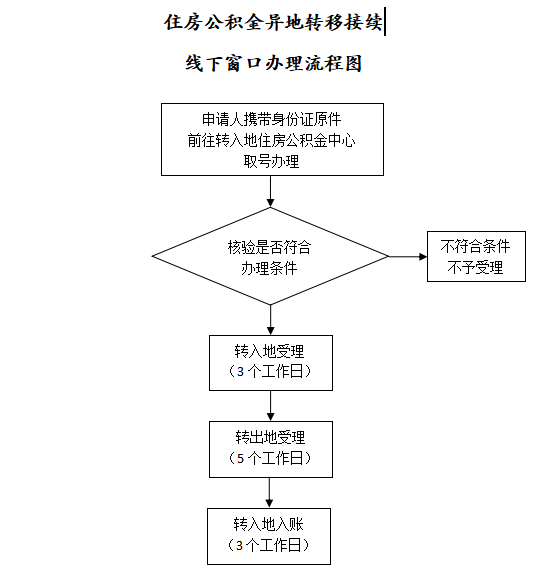 住房公积金异地转移接续
线下窗口办理流程图
申请人携带身份证原件
前往转入地住房公积金中心
取号办理
核验是否符合
办理条件
不符合条件
不予受理
转入地受理
（3个工作日）
转出地受理
（5个工作日）
转入地入账
（3个工作日）